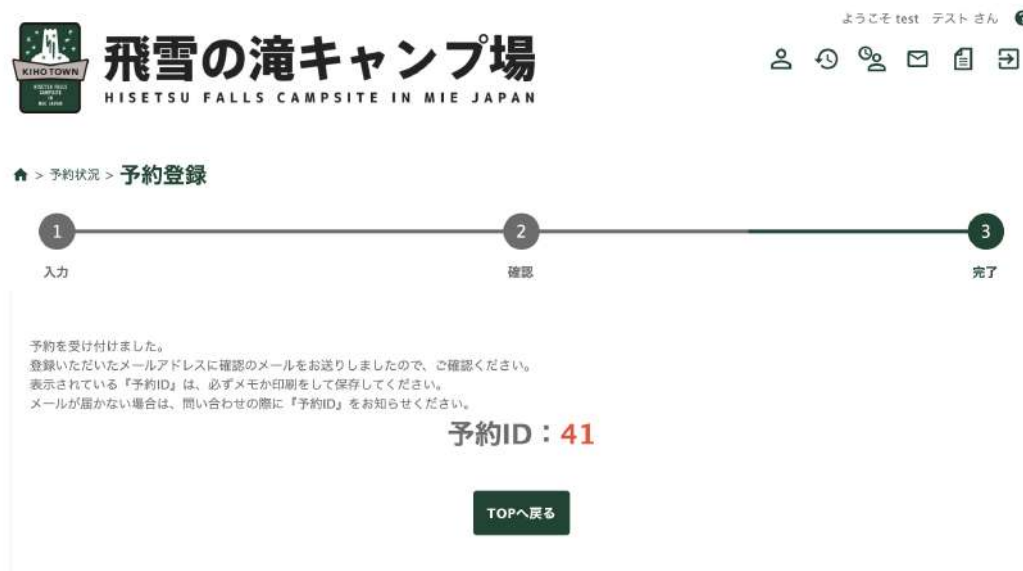 ようこそ test テスト さん
KIHO TOWN
HISETSU FALLS
CAMPSITE
IN
MIE JAPAN
飛雪の滝キャンプ場
HISETSU FALLS CAMPSITE IN MIE JAPAN
> 予約状況 > 予約登録
1
2
3
入力
確認
完了
予約を受け付けました。
登録いただいたメールアドレスに確認のメールをお送りしましたので、ご確認ください。
表示されている『予約ID』は、必ずメモか印刷をして保存してください。
メールが届かない場合は、問い合わせの際に『予約ID』をお知らせください。
予約ID:41
TOPへ戻る